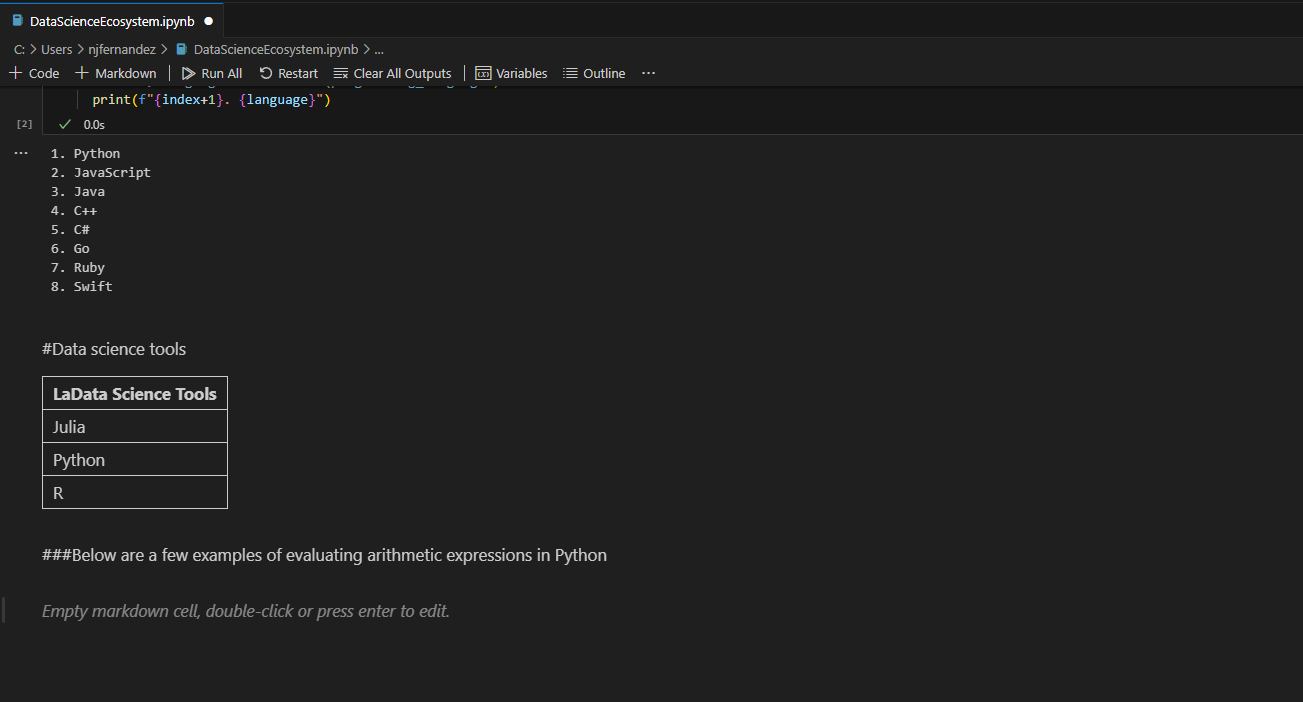 DataScienceEcosystem.ipynb
C: > Users > njfernandez > DataScienceEcosystem.ipynb > ...
+ Code + Markdown | Run All Restart Clear All Outputs | Variables Outline ...
print(f"{index+1}. {language}")
[2] 0.0s
... 1. Python
2. JavaScript
3. Java
4. C++
5. C#
6. Go
7. Ruby
8. Swift
#Data science tools
LaData Science Tools
Julia
Python
R
###Below are a few examples of evaluating arithmetic expressions in Python
Empty markdown cell, double-click or press enter to edit.